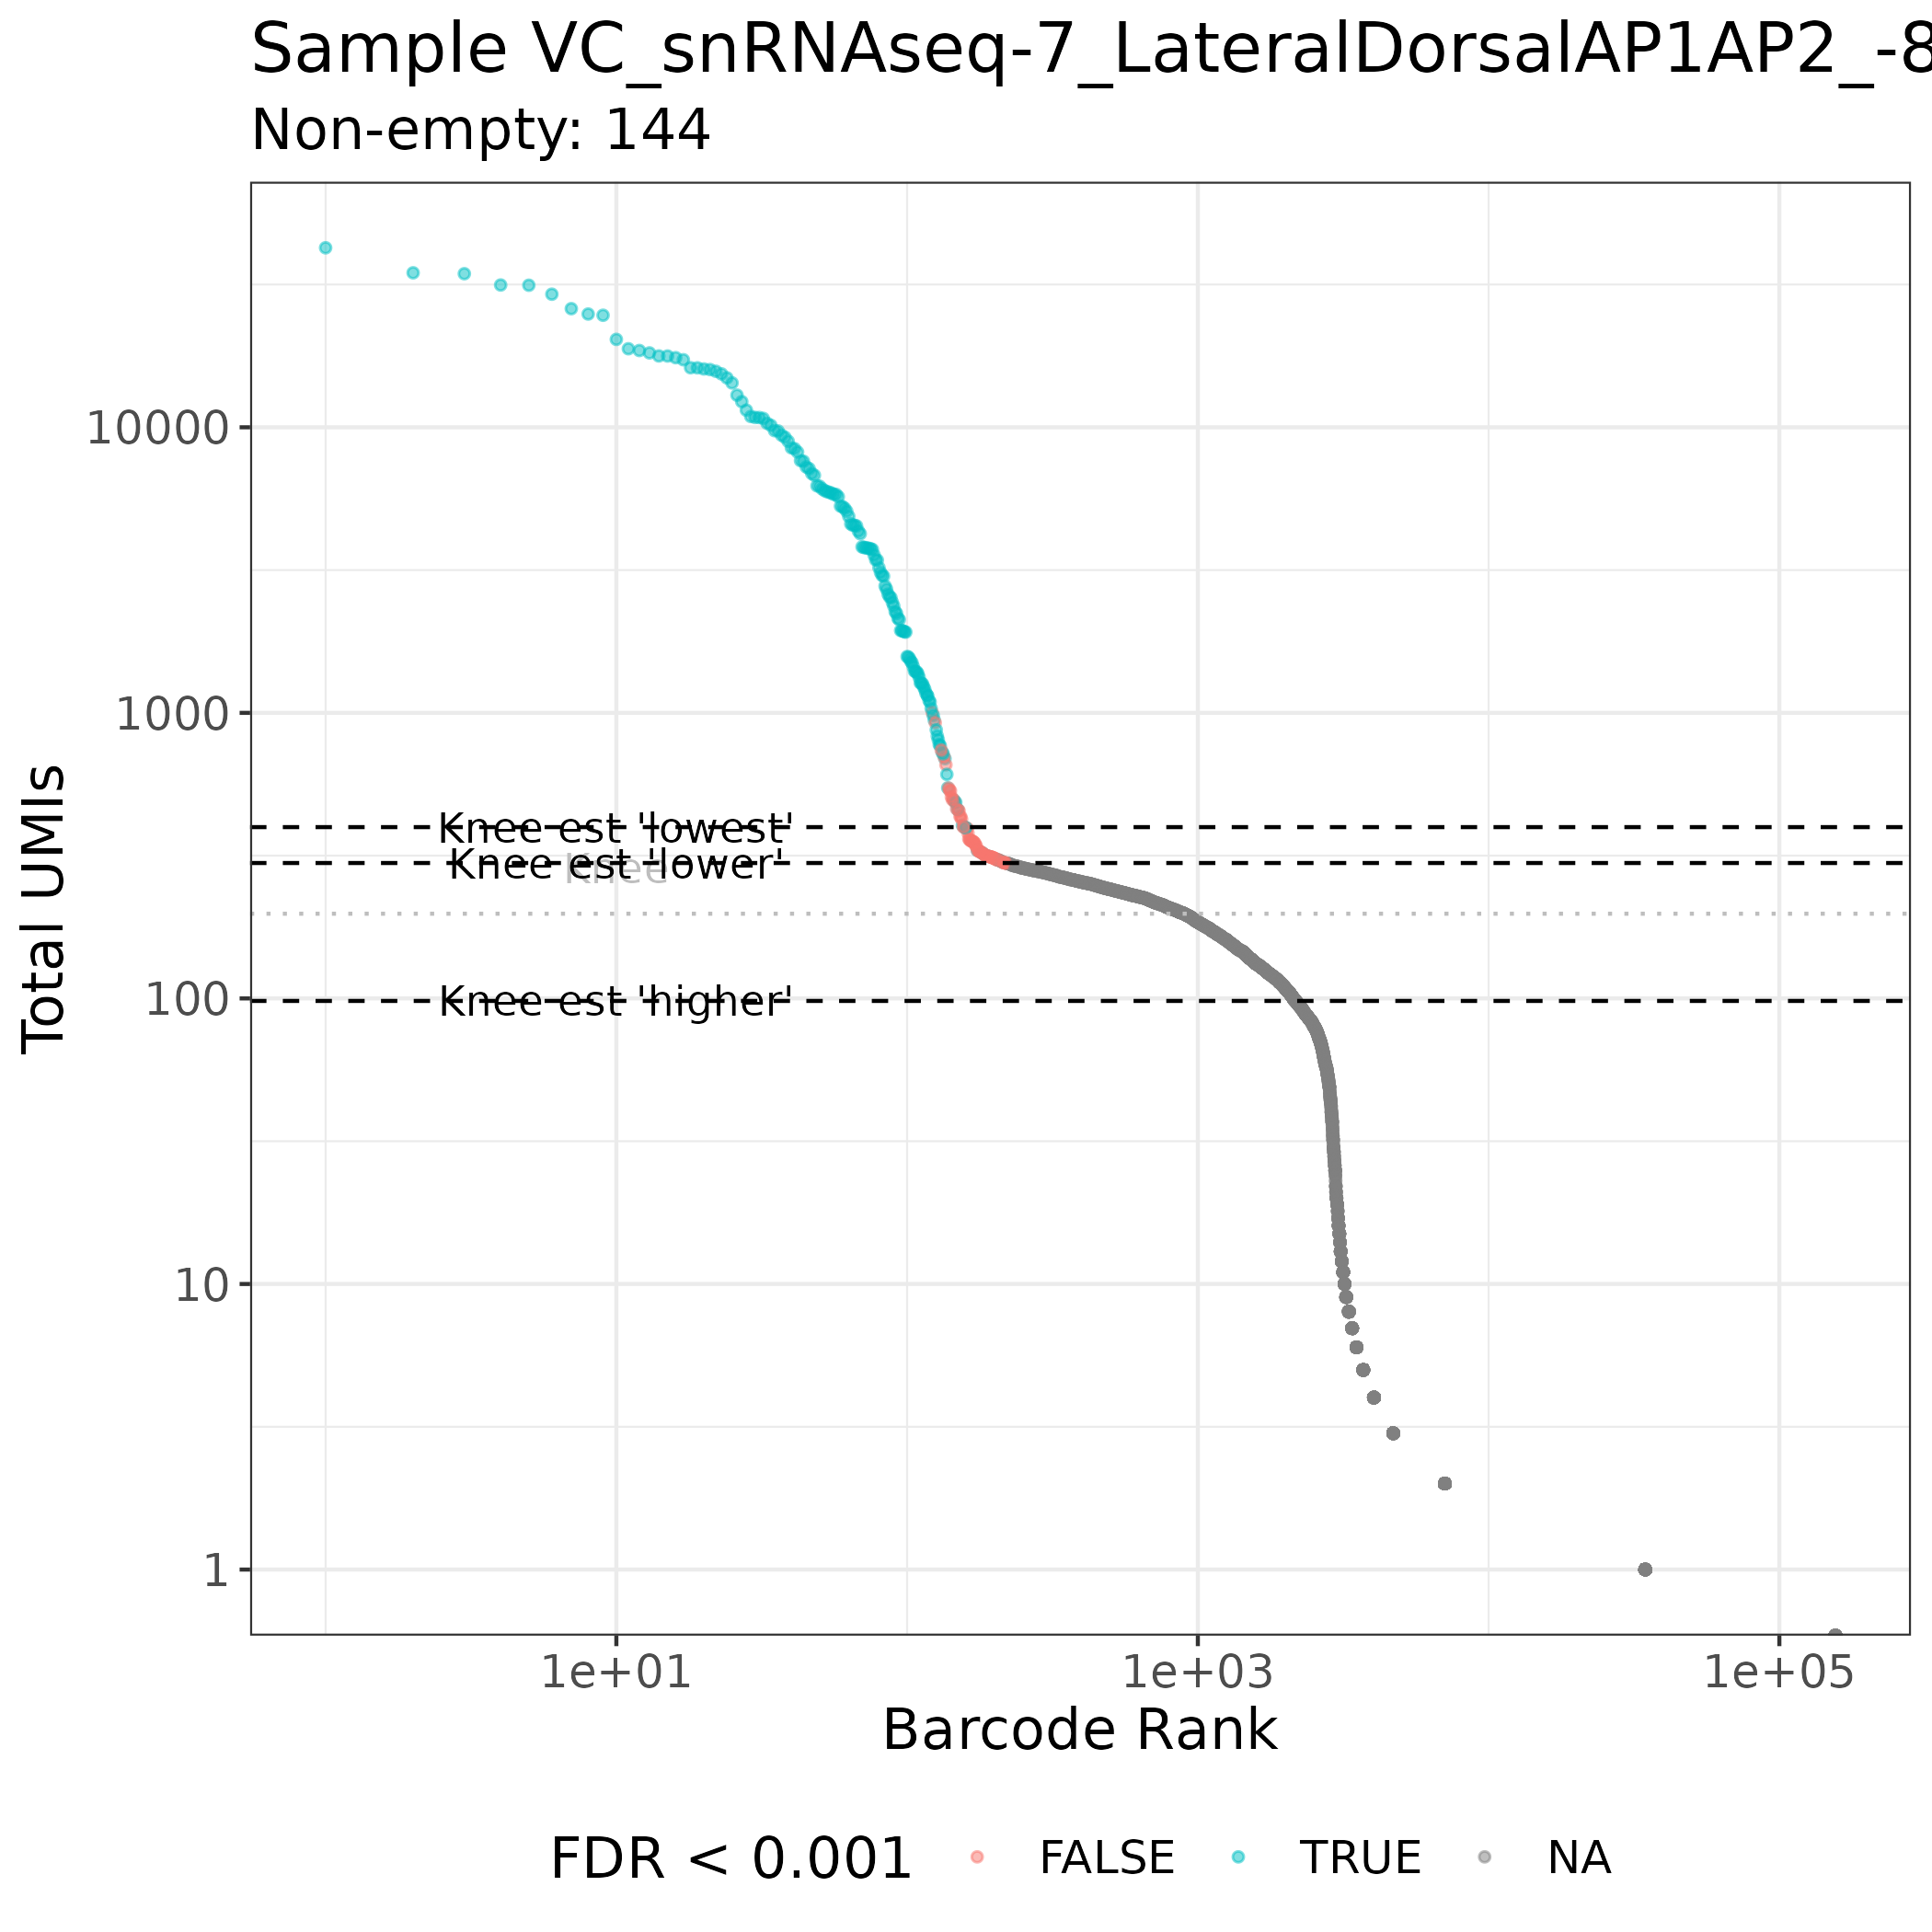 Sample VC_snRNAseq-7_LateralDorsalAP1AP2_-8
Non-empty: 144
10000
1000
100
10
1
Total UMIs
Knee est 'lowest'
Knee est 'lower'
Knee
Knee est 'higher'
1e+01
1e+03
1e+05
Barcode Rank
FDR < 0.001
FALSE
TRUE
NA